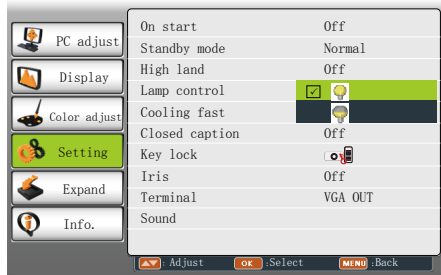 PC adjust
Display
Color adjust
Setting
Expand
Info.
On start Off
Standby mode Normal
High land Off
Lamp control
Cooling fast
Closed caption Off
Key lock
Iris Off
Terminal VGA OUT
Sound
: Adjust OK :Select MENU :Back